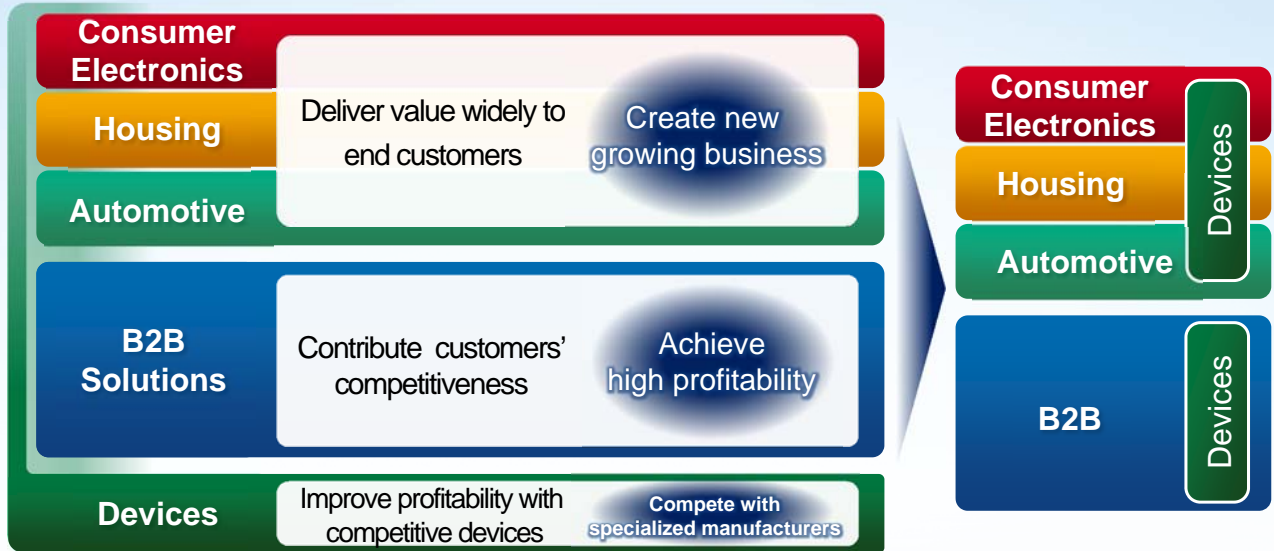 Consumer
Electronics
Housing
Automotive
Deliver value widely to
end customers
Create new
growing business
B2B
Solutions
Contribute customers’
competitiveness
Achieve
high profitability
Devices
Improve profitability with
competitive devices
Compete with
specialized manufacturers
Consumer
Electronics
Housing
Automotive
Devices
B2B
Devices